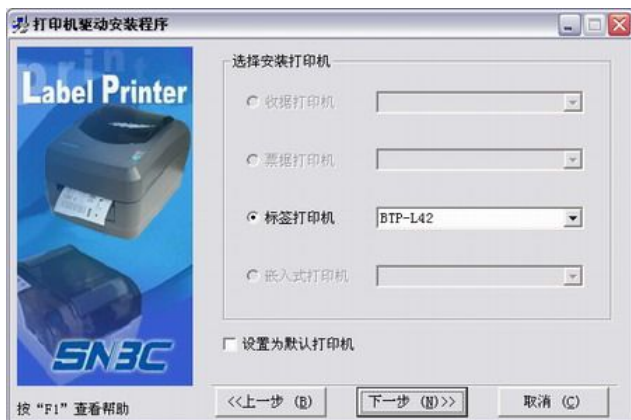 打印机驱动安装程序
Label Printer
选择安装打印机
收据打印机
票据打印机
标签打印机 BTP-L42
嵌入式打印机
设置为默认打印机
SNBC
按 “F1” 查看帮助
<<上一步 (B)
下一步 (N)>>
取消 (C)